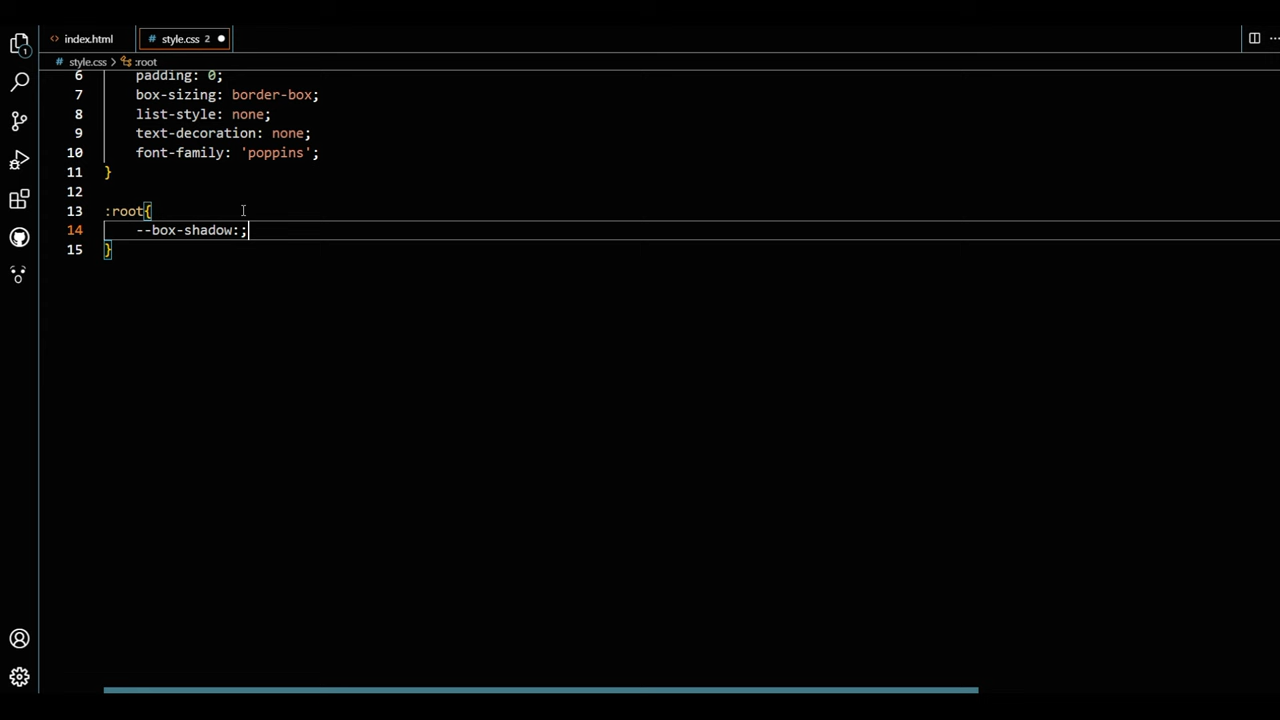 index.html
style.css 2
style.css > :root
1
6 padding: 0;
7 box-sizing: border-box;
8 list-style: none;
9 text-decoration: none;
10 font-family: 'poppins';
11 }
12
13 :root{
14 --box-shadow:;
15 }